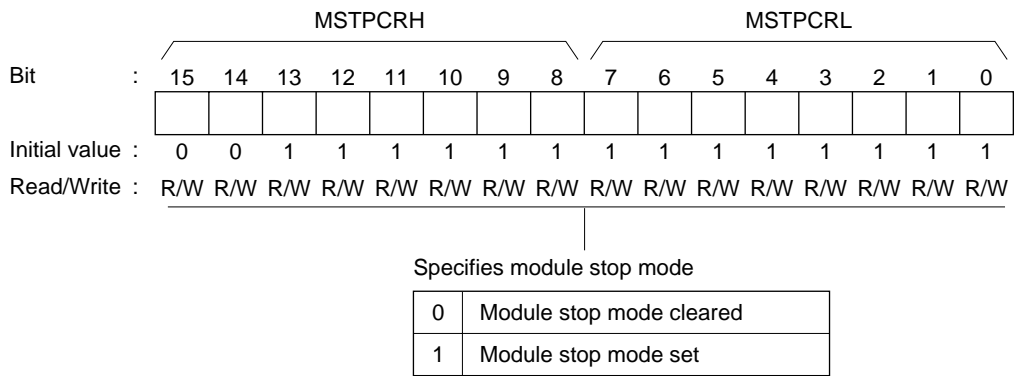 MSTPCRH MSTPCRL
Bit : 15 14 13 12 11 10 9 8 7 6 5 4 3 2 1 0
Initial value : 0 0 1 1 1 1 1 1 1 1 1 1 1 1 1 1
Read/Write : R/W R/W R/W R/W R/W R/W R/W R/W R/W R/W R/W R/W R/W R/W R/W R/W
Specifies module stop mode
0 Module stop mode cleared
1 Module stop mode set